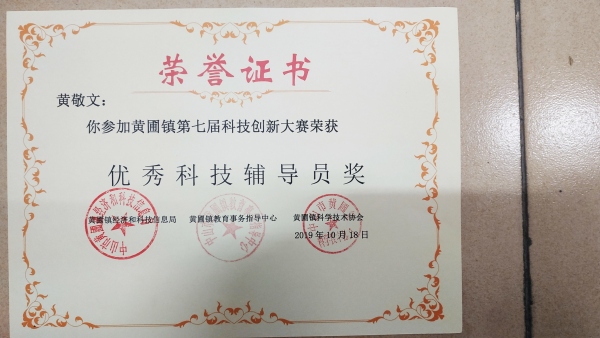 荣誉证书
黄敬文：
你参加黄圃镇第七届科技创新大赛荣获
优秀科技辅导员奖
黄圃镇经济和科技信息局 黄圃镇教育事务指导中心 黄圃镇科学技术协会
2019年10月18日